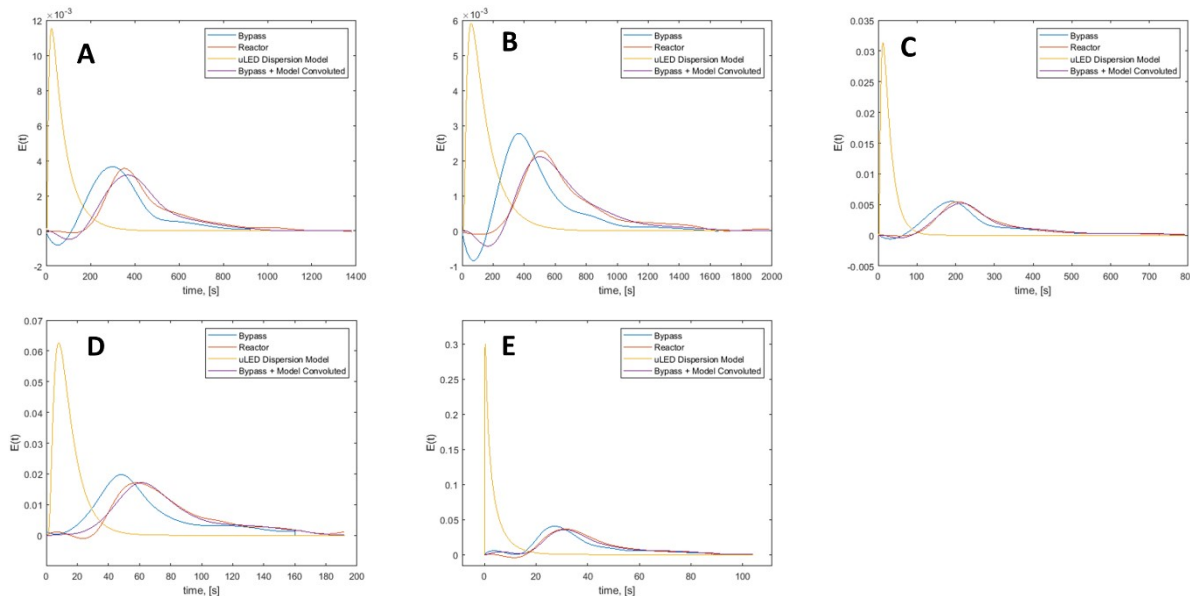 ×10⁻³
12
10
8
6
4
2
0
-2
E(t)
A
Bypass
Reactor
uLED Dispersion Model
Bypass + Model Convoluted
0 200 400 600 800 1000 1200 1400
time, [s]
×10⁻³
6
5
4
3
2
1
0
-1
E(t)
B
Bypass
Reactor
uLED Dispersion Model
Bypass + Model Convoluted
0 200 400 600 800 1000 1200 1400 1600 1800 2000
time, [s]
0.035
0.03
0.025
0.02
0.015
0.01
0.005
0
-0.005
E(t)
C
Bypass
Reactor
uLED Dispersion Model
Bypass + Model Convoluted
0 100 200 300 400 500 600 700 800
time, [s]
0.07
0.06
0.05
0.04
0.03
0.02
0.01
0
-0.01
E(t)
D
Bypass
Reactor
uLED Dispersion Model
Bypass + Model Convoluted
0 20 40 60 80 100 120 140 160 180 200
time, [s]
0.3
0.25
0.2
0.15
0.1
0.05
0
E(t)
E
Bypass
Reactor
uLED Dispersion Model
Bypass + Model Convoluted
0 20 40 60 80 100
time, [s]